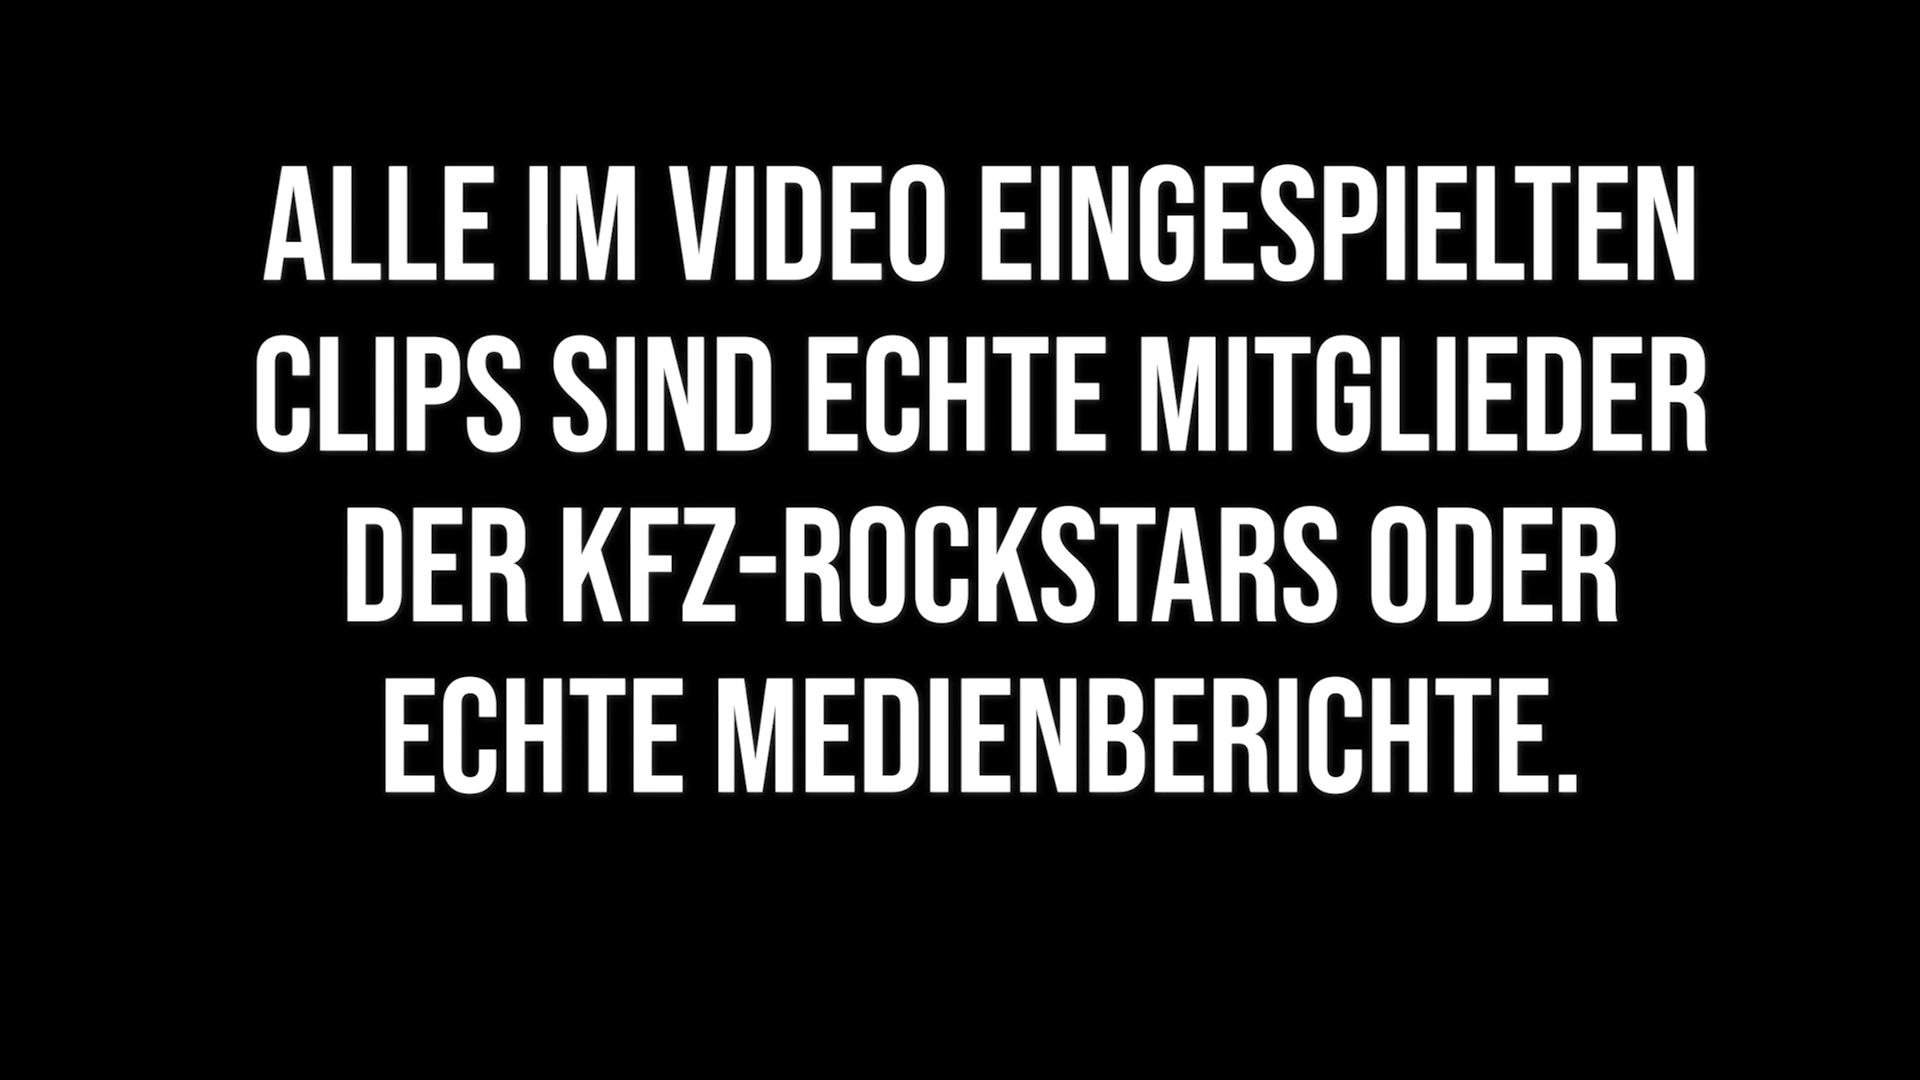 ALLE IM VIDEO EINGESPIELTEN
CLIPS SIND ECHTE MITGLIEDER
DER KFZ-ROCKSTARS ODER
ECHTE MEDIENBERICHTE.